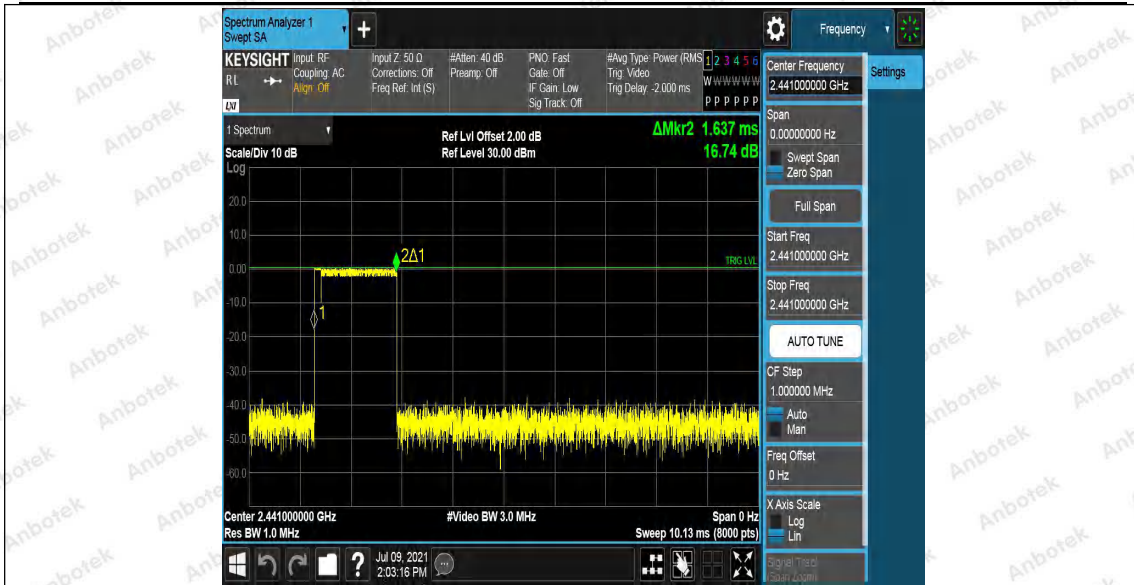 Spectrum Analyzer 1
Swept SA
Frequency
KEYSIGHT
RL
LXI
Input: RF
Coupling: AC
Align: Off
Input Z: 50 Ω
Corrections: Off
Freq Ref: Int (S)
#Atten: 40 dB
Preamp: Off
PNO: Fast
Gate: Off
IF Gain: Low
Sig Track: Off
#Avg Type: Power (RMS
Trig: Video
Trig Delay: -2.000 ms
1 2 3 4 5 6
W W W W W W
P P P P P P
1 Spectrum
Scale/Div 10 dB
Ref Lvl Offset 2.00 dB
Ref Level 30.00 dBm
ΔMkr2 1.637 ms
16.74 dB
Log
20.0
10.0
0.00
-10.0
-20.0
-30.0
-40.0
-50.0
-60.0
2Δ1
1
TRIG LVL
Center 2.441000000 GHz
Res BW 1.0 MHz
#Video BW 3.0 MHz
Span 0 Hz
Sweep 10.13 ms (8000 pts)
Jul 09, 2021
2:03:16 PM
Center Frequency
2.441000000 GHz
Settings
Span
0.00000000 Hz
Swept Span
Zero Span
Full Span
Start Freq
2.441000000 GHz
Stop Freq
2.441000000 GHz
AUTO TUNE
CF Step
1.000000 MHz
Auto
Man
Freq Offset
0 Hz
X Axis Scale
Log
Lin
Signal Track
(Span Zoom)
Anbotek